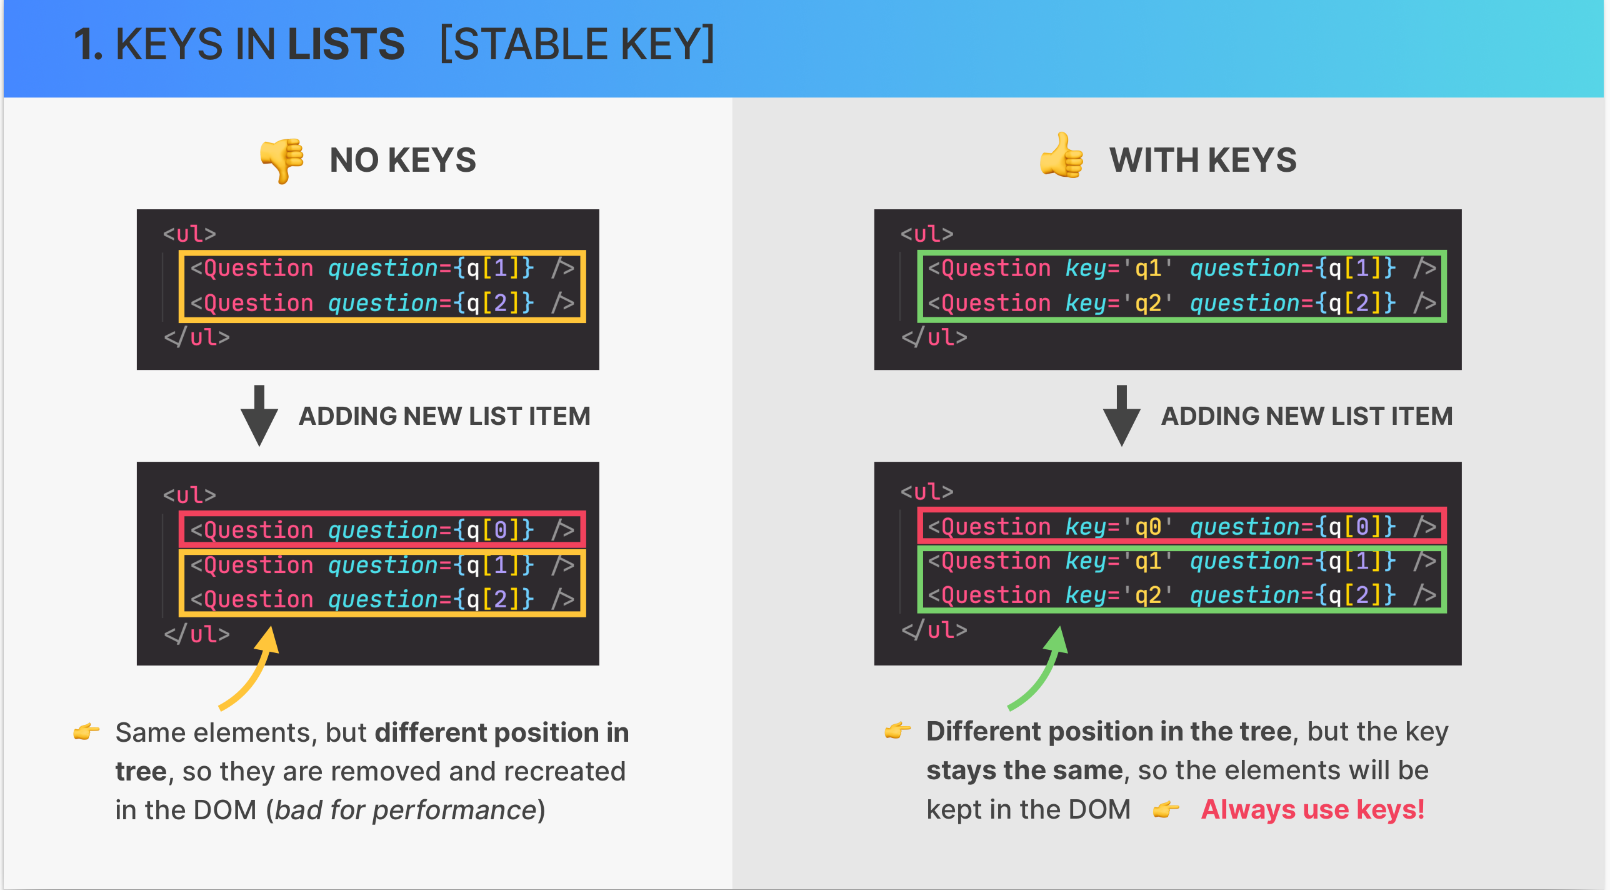 1. KEYS IN LISTS [STABLE KEY]
NO KEYS
<ul>
<Question question={q[1]} />
<Question question={q[2]} />
</ul>
ADDING NEW LIST ITEM
<ul>
<Question question={q[0]} />
<Question question={q[1]} />
<Question question={q[2]} />
</ul>
Same elements, but different position in
tree, so they are removed and recreated
in the DOM (bad for performance)
WITH KEYS
<ul>
<Question key='q1' question={q[1]} />
<Question key='q2' question={q[2]} />
</ul>
ADDING NEW LIST ITEM
<ul>
<Question key='q0' question={q[0]} />
<Question key='q1' question={q[1]} />
<Question key='q2' question={q[2]} />
</ul>
Different position in the tree, but the key
stays the same, so the elements will be
kept in the DOM 👉 Always use keys!